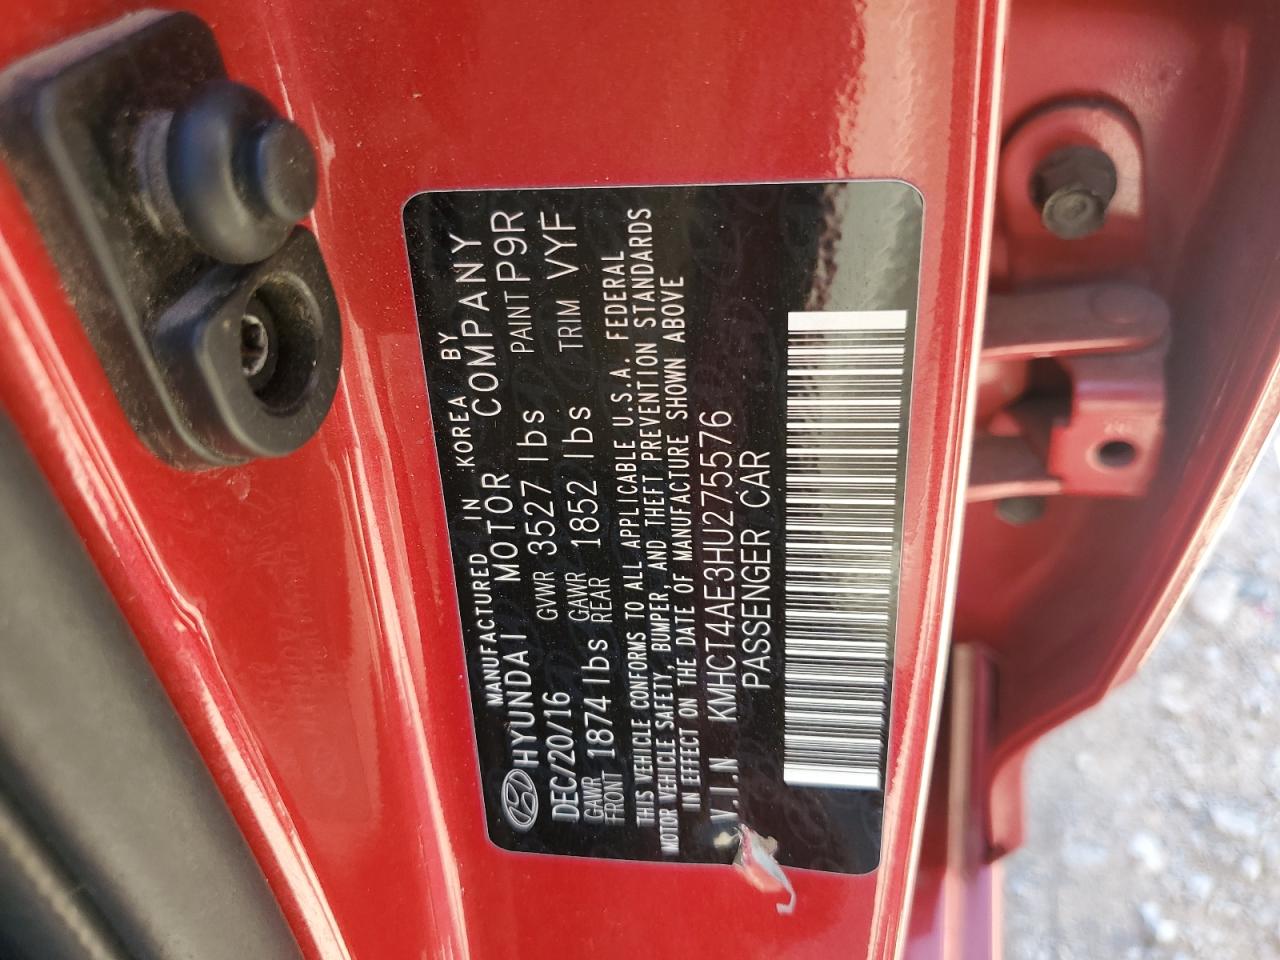 MANUFACTURED IN KOREA BY
HYUNDAI MOTOR COMPANY
DEC/20/16 GVWR 3527 lbs PAINT P9R
GAWR FRONT 1874 lbs GAWR REAR 1852 lbs TRIM VYF
THIS VEHICLE CONFORMS TO ALL APPLICABLE U.S.A. FEDERAL
MOTOR VEHICLE SAFETY, BUMPER, AND THEFT PREVENTION STANDARDS
IN EFFECT ON THE DATE OF MANUFACTURE SHOWN ABOVE
V.I.N KMHCT4AE3HU275576
PASSENGER CAR